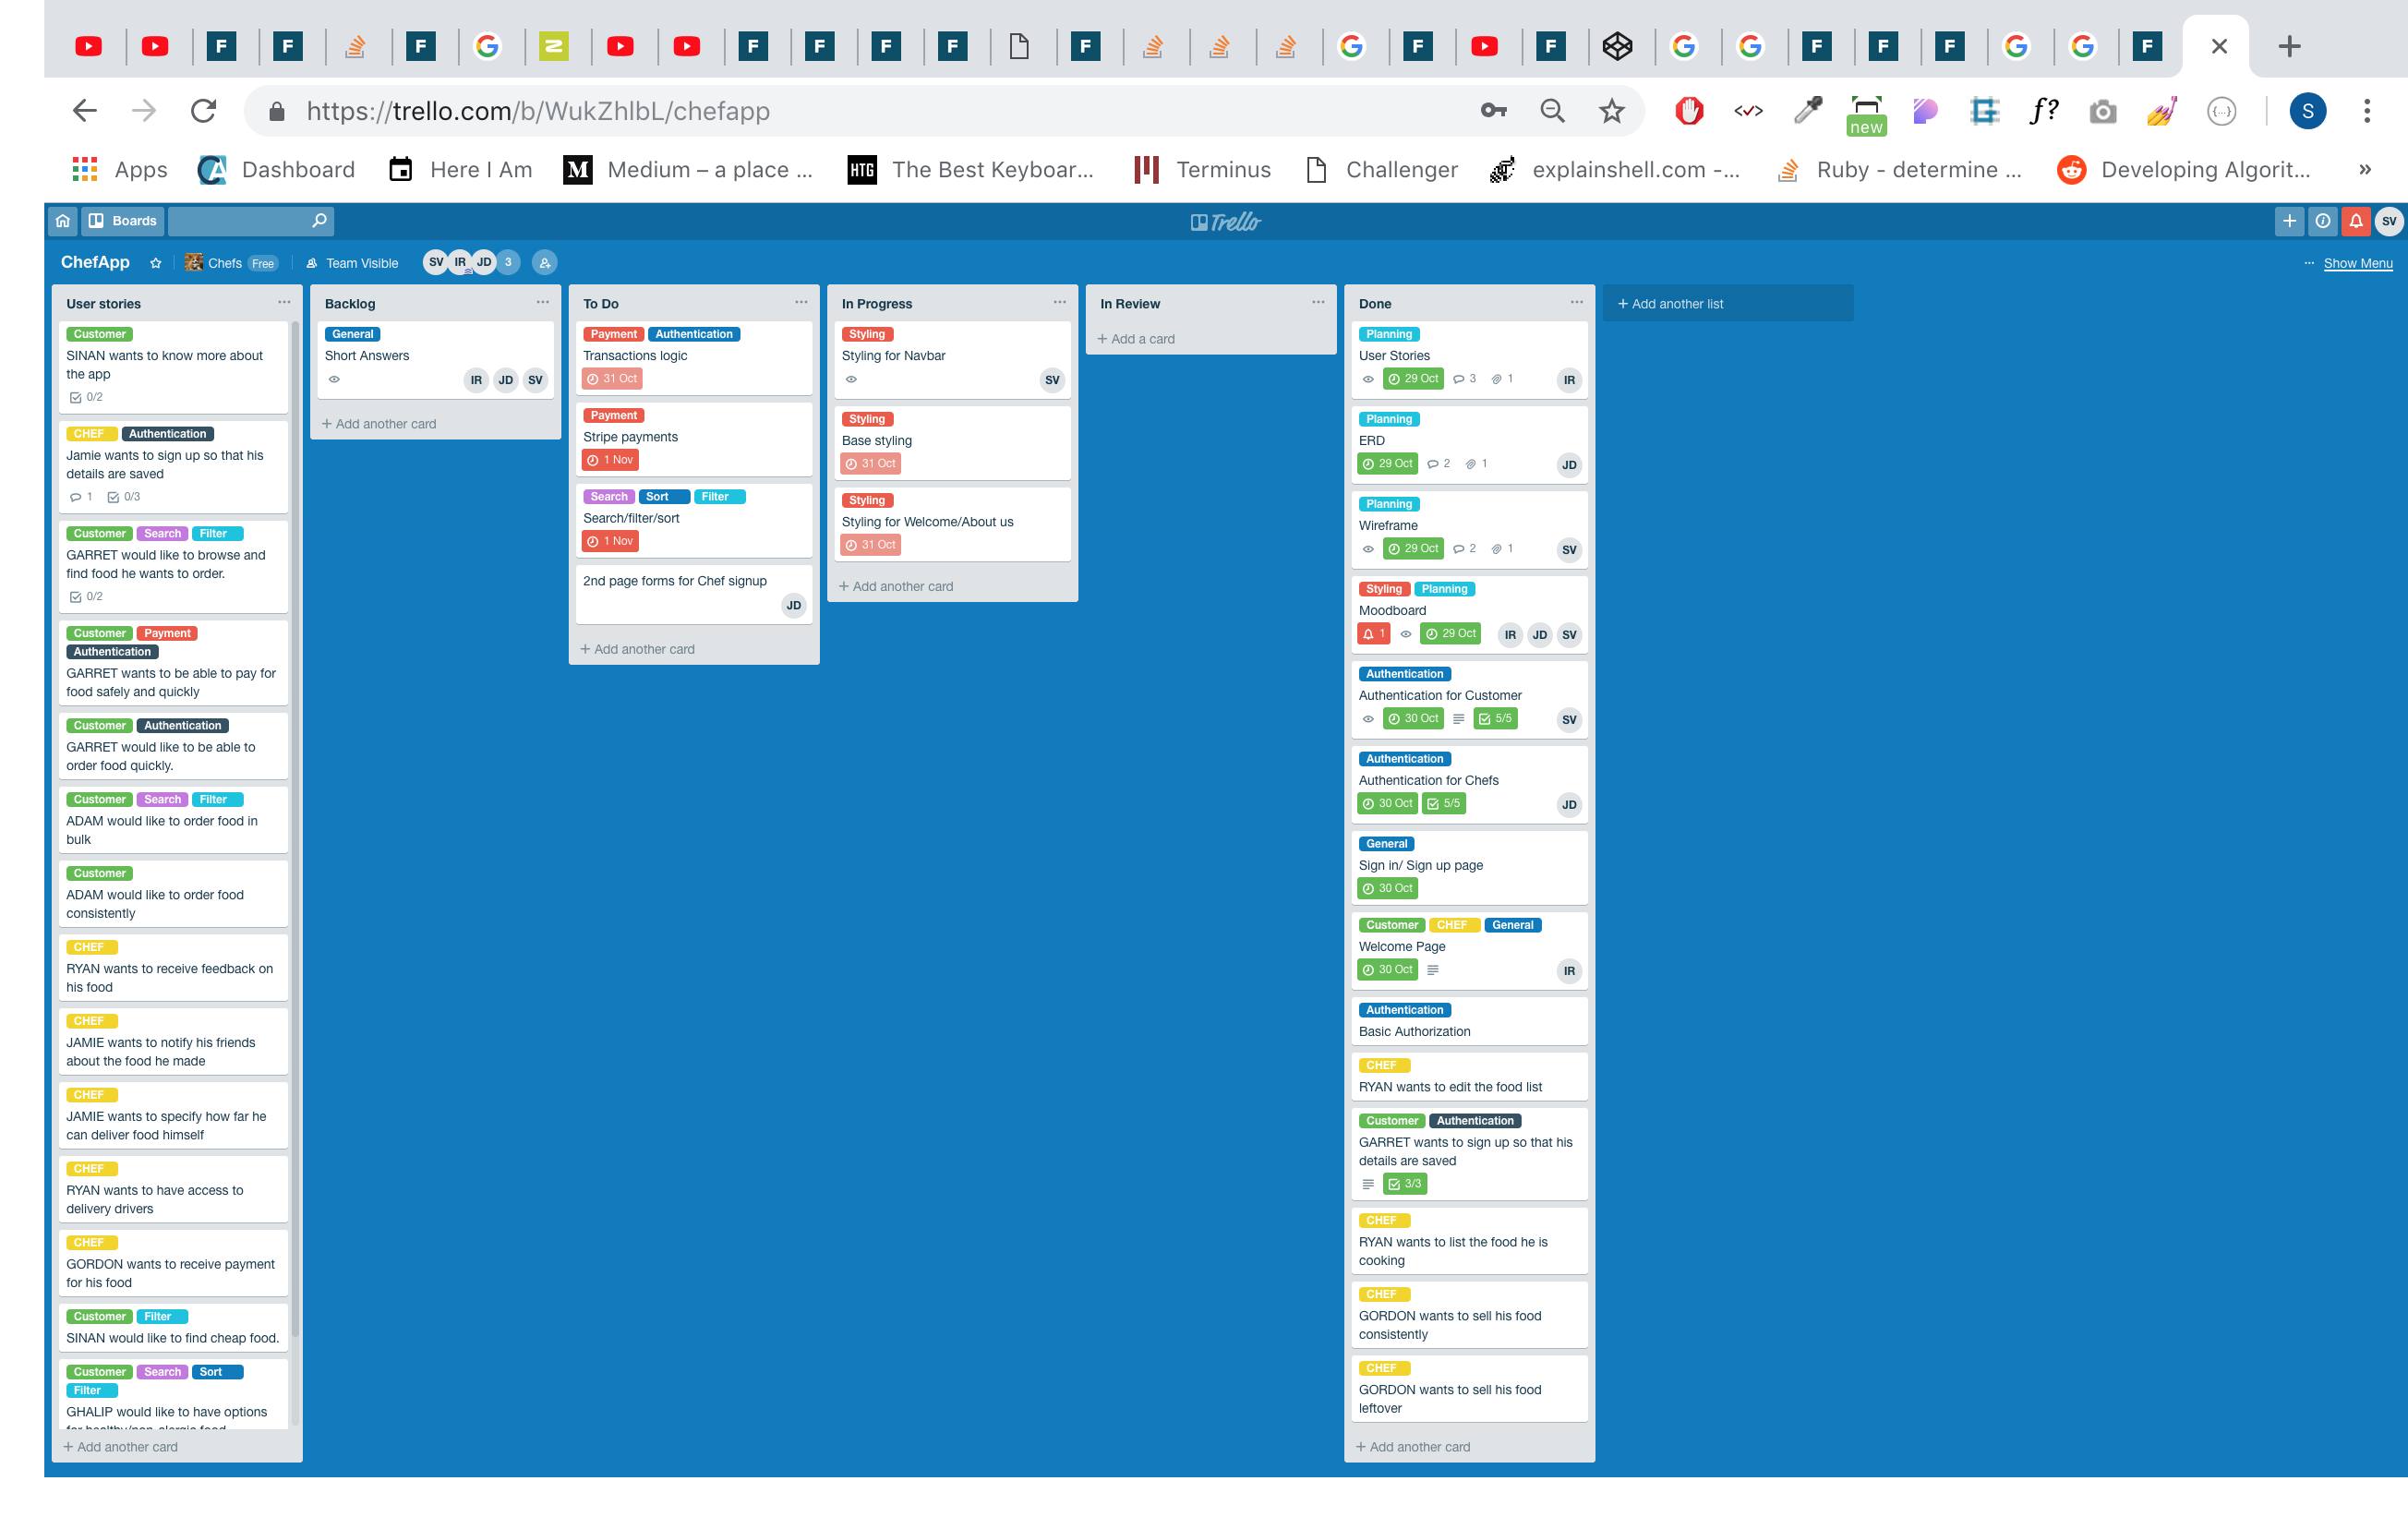 https://trello.com/b/WukZhlbL/chefapp
new
S
Apps
Dashboard
Here I Am
Medium – a place ...
HTG
The Best Keyboar...
Terminus
Challenger
explainshell.com -...
Ruby - determine ...
Developing Algorit...
»
Boards
Trello
SV
ChefApp
Chefs Free
Team Visible
SV IR JD 3
... Show Menu
User stories
Customer
SINAN wants to know more about
the app
0/2
CHEF Authentication
Jamie wants to sign up so that his
details are saved
1 0/3
Customer Search Filter
GARRET would like to browse and
find food he wants to order.
0/2
Customer Payment
Authentication
GARRET wants to be able to pay for
food safely and quickly
Customer Authentication
GARRET would like to be able to
order food quickly.
Customer Search Filter
ADAM would like to order food in
bulk
Customer
ADAM would like to order food
consistently
CHEF
RYAN wants to receive feedback on
his food
CHEF
JAMIE wants to notify his friends
about the food he made
CHEF
JAMIE wants to specify how far he
can deliver food himself
CHEF
RYAN wants to have access to
delivery drivers
CHEF
GORDON wants to receive payment
for his food
Customer Filter
SINAN would like to find cheap food.
Customer Search Sort
Filter
GHALIP would like to have options
+ Add another card
Backlog
General
Short Answers
IR JD SV
+ Add another card
To Do
Payment Authentication
Transactions logic
31 Oct
Payment
Stripe payments
1 Nov
Search Sort Filter
Search/filter/sort
1 Nov
2nd page forms for Chef signup
JD
+ Add another card
In Progress
Styling
Styling for Navbar
SV
Styling
Base styling
31 Oct
Styling
Styling for Welcome/About us
31 Oct
+ Add another card
In Review
+ Add a card
Done
Planning
User Stories
29 Oct 3 1 IR
Planning
ERD
29 Oct 2 1 JD
Planning
Wireframe
29 Oct 2 1 SV
Styling Planning
Moodboard
1 29 Oct IR JD SV
Authentication
Authentication for Customer
30 Oct 5/5 SV
Authentication
Authentication for Chefs
30 Oct 5/5 JD
General
Sign in/ Sign up page
30 Oct
Customer CHEF General
Welcome Page
30 Oct IR
Authentication
Basic Authorization
CHEF
RYAN wants to edit the food list
Customer Authentication
GARRET wants to sign up so that his
details are saved
3/3
CHEF
RYAN wants to list the food he is
cooking
CHEF
GORDON wants to sell his food
consistently
CHEF
GORDON wants to sell his food
leftover
+ Add another card
+ Add another list